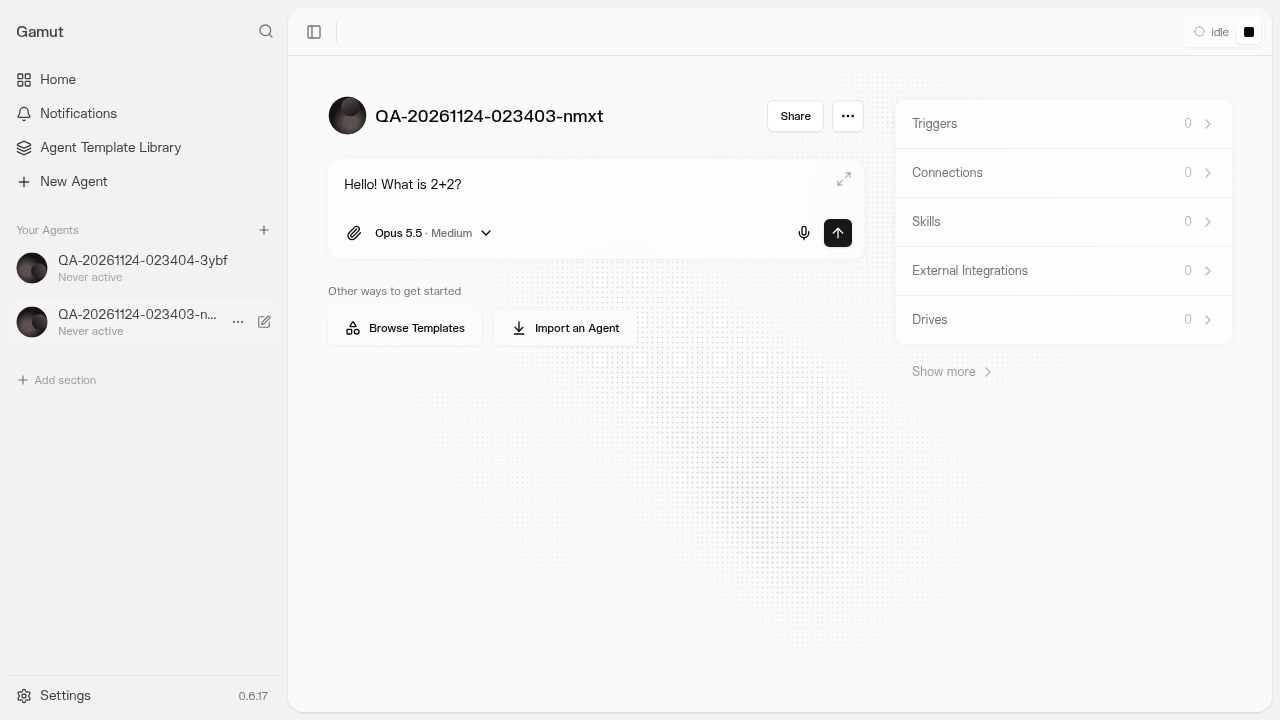 Gamut
Home
Notifications
Agent Template Library
New Agent
Your Agents
QA-20261124-023404-3ybf
Never active
QA-20261124-023403-n...
Never active
Add section
Settings
0.6.17
idle
QA-20261124-023403-nmxt
Share
Hello! What is 2+2?
Opus 5.5 · Medium
Other ways to get started
Browse Templates
Import an Agent
Triggers 0
Connections 0
Skills 0
External Integrations 0
Drives 0
Show more